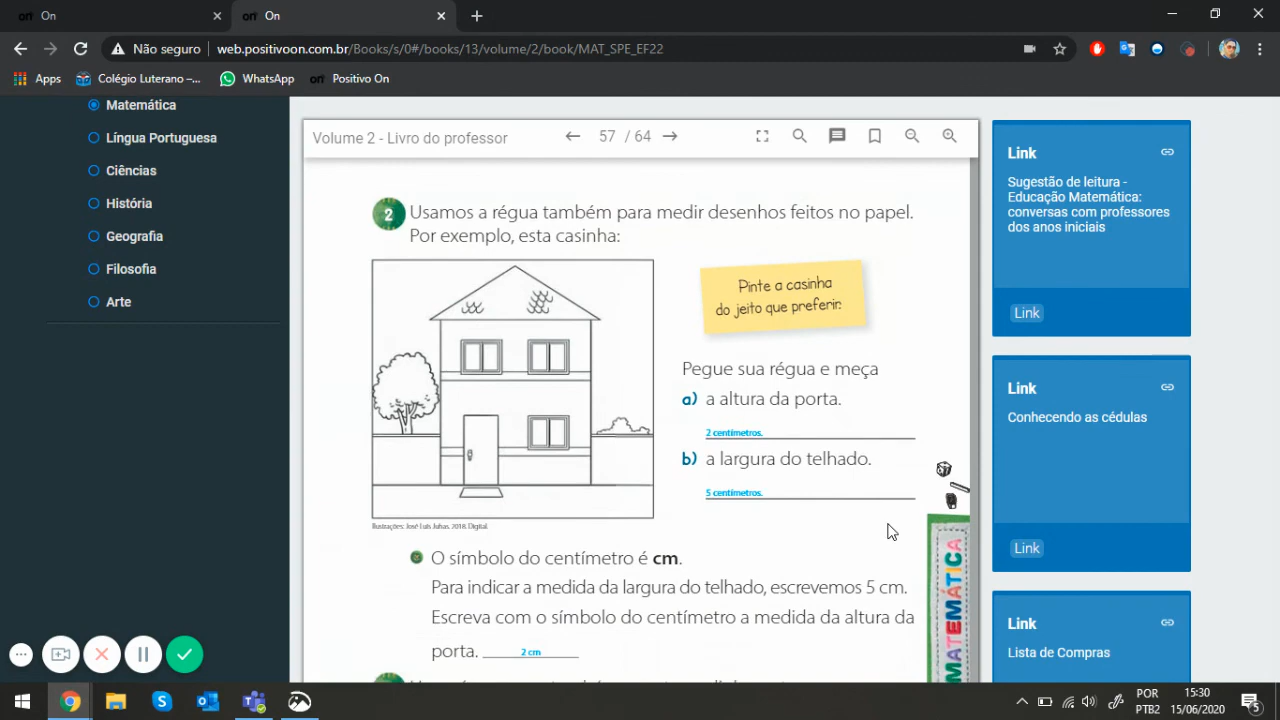 On
On
Não seguro
web.positivoon.com.br/Books/s/0#/books/13/volume/2/book/MAT_SPE_EF22
Apps
Colégio Luterano –...
WhatsApp
on Positivo On
Matemática
Língua Portuguesa
Ciências
História
Geografia
Filosofia
Arte
Volume 2 - Livro do professor
57 / 64
2 Usamos a régua também para medir desenhos feitos no papel.
Por exemplo, esta casinha:
Pinte a casinha
do jeito que preferir.
Pegue sua régua e meça
a) a altura da porta.
2 centímetros.
b) a largura do telhado.
5 centímetros.
Ilustrações: José Luís Juhas. 2018. Digital.
O símbolo do centímetro é cm.
Para indicar a medida da largura do telhado, escrevemos 5 cm.
Escreva com o símbolo do centímetro a medida da altura da
porta. 2 cm
MATEMÁTICA
Link
Sugestão de leitura -
Educação Matemática:
conversas com professores
dos anos iniciais
Link
Link
Conhecendo as cédulas
Link
Link
Lista de Compras
POR
PTB2
15:30
15/06/2020
5